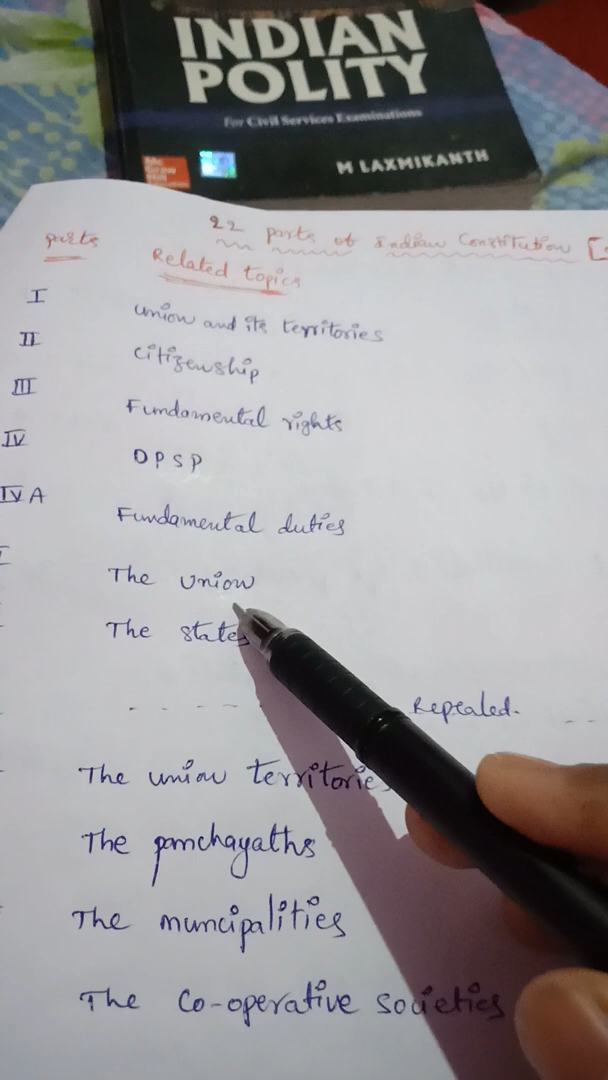 INDIAN
POLITY
For Civil Services Examinations
M LAXMIKANTH
22 parts of Indian Constitution [
parts
Related topics
I
Union and its territories
II
Citizenship
III
Fundamental rights
IV
DPSP
IV A
Fundamental duties
The Union
The states
- - - - - Repealed. - -
The union territories
The panchayaths
The muncipalities
The Co-operative societies